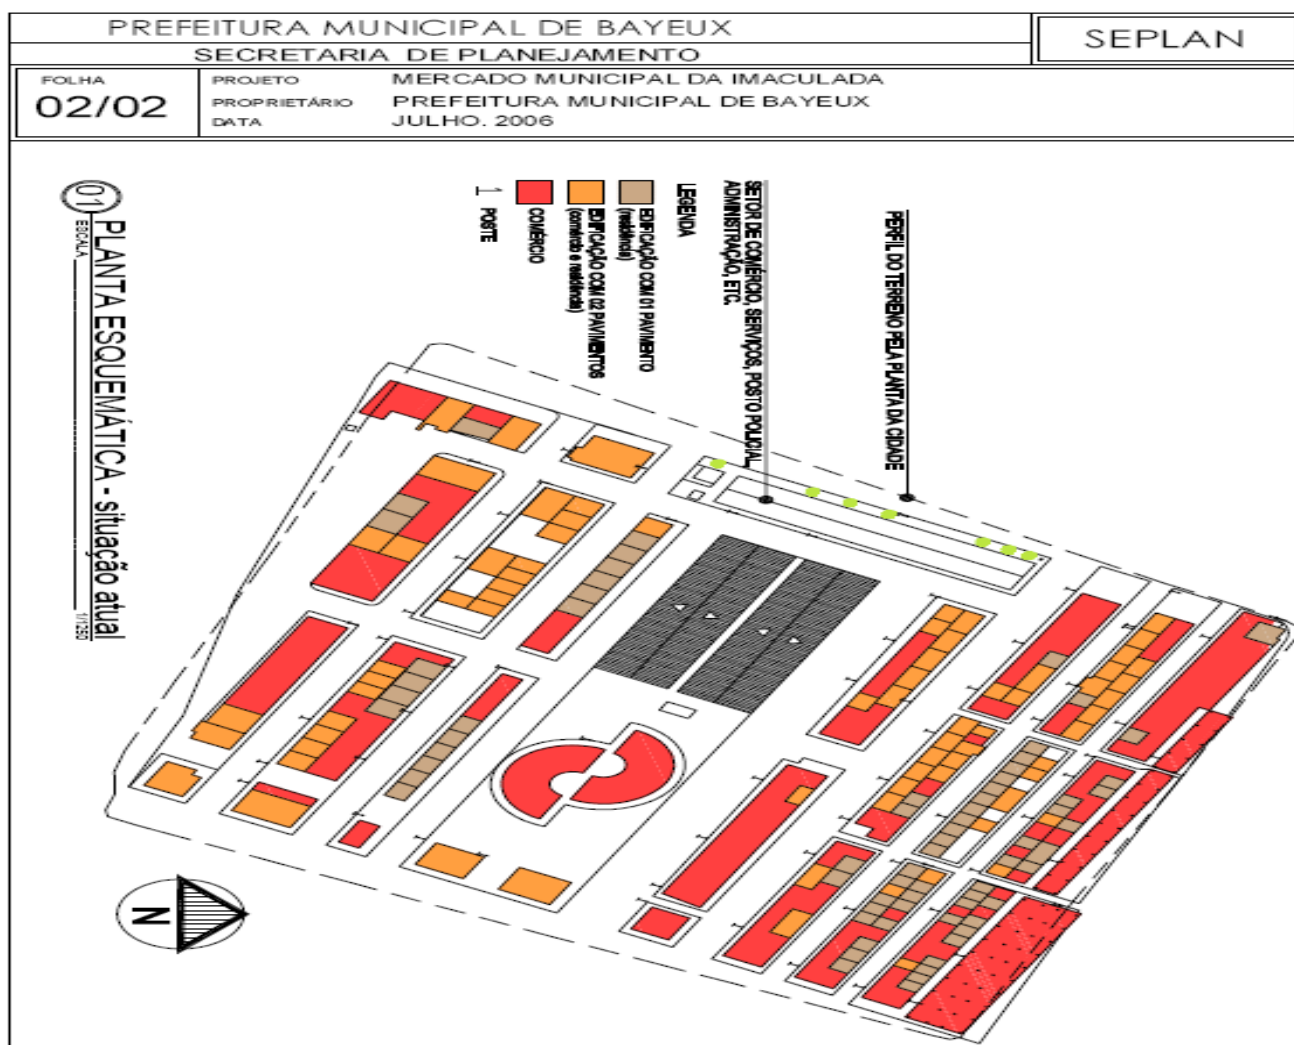 PREFEITURA MUNICIPAL DE BAYEUX
SECRETARIA DE PLANEJAMENTO
SEPLAN
FOLHA
02/02
PROJETO MERCADO MUNICIPAL DA IMACULADA
PROPRIETÁRIO PREFEITURA MUNICIPAL DE BAYEUX
DATA JULHO. 2006
PERFIL DO TERRENO PELA PLANTA DA CIDADE
SETOR DE COMÉRCIO, SERVIÇOS, POSTO POLICIAL,
ADMINISTRAÇÃO, ETC.
LEGENDA
EDIFICAÇÃO COM 01 PAVIMENTO
(residência)
EDIFICAÇÃO COM 02 PAVIMENTOS
(comércio e residência)
COMÉRCIO
POSTE
01 PLANTA ESQUEMÁTICA - situação atual
ESCALA 1/1250
N